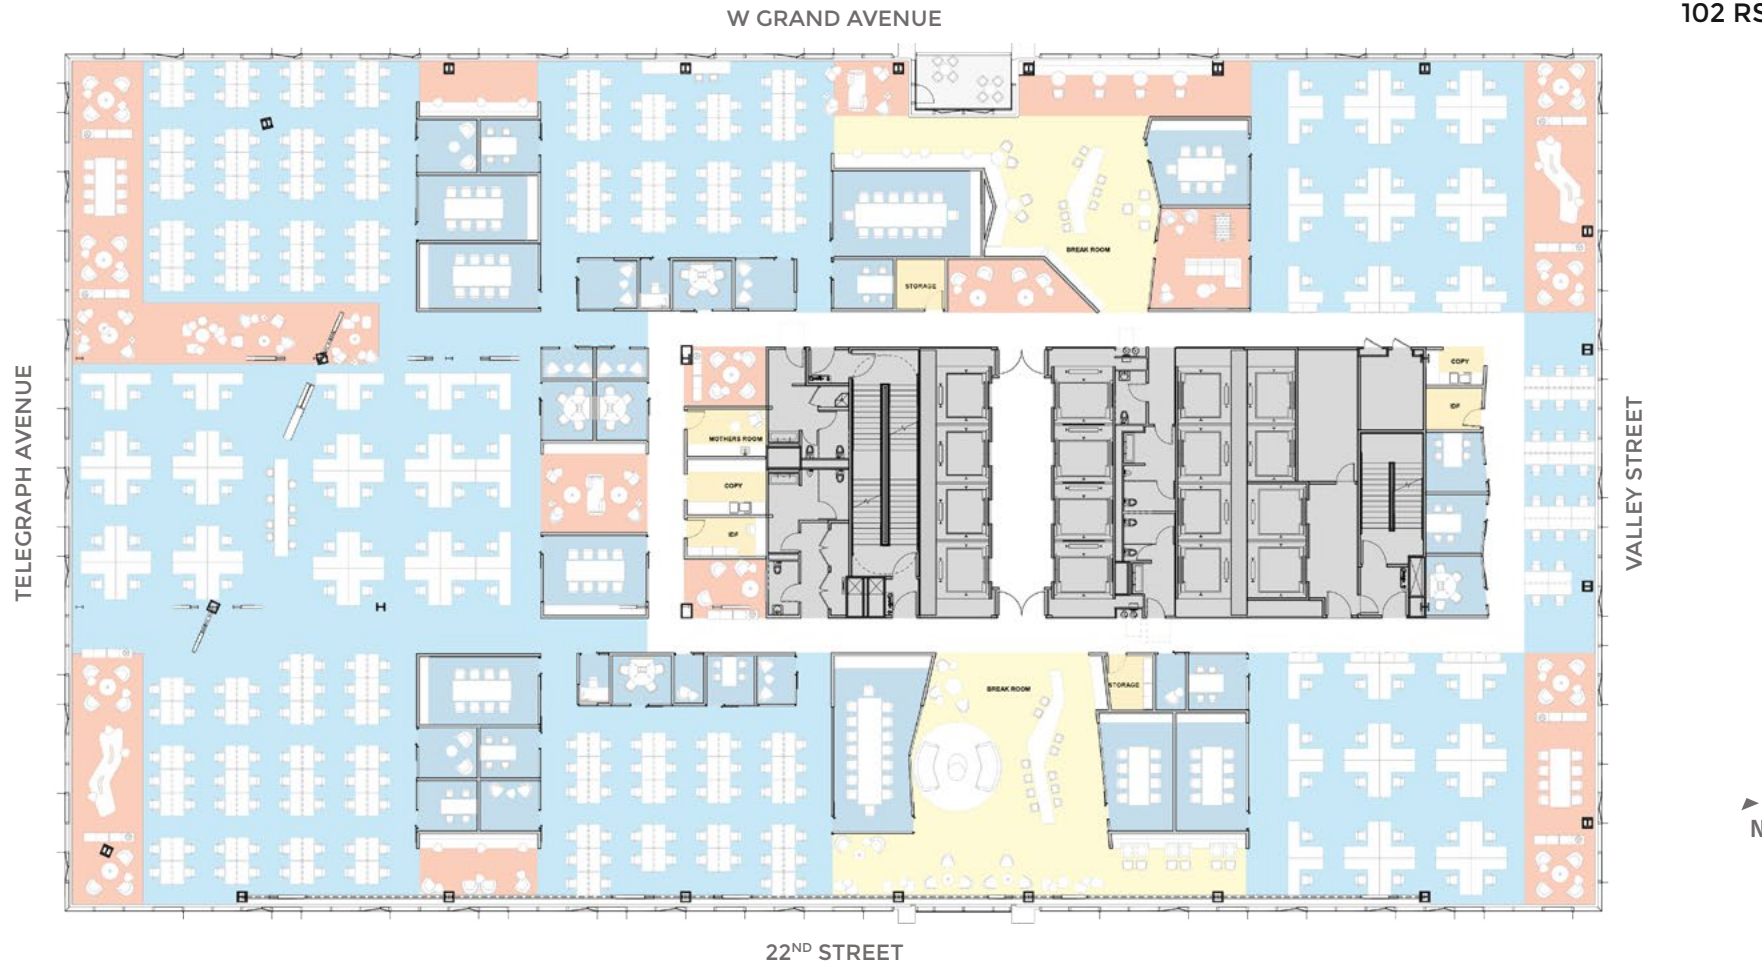 W GRAND AVENUE
102 RS
BREAK ROOM
STORAGE
TELEGRAPH AVENUE
VALLEY STREET
COPY
IDF
MOTHERS ROOM
COPY
IDF
BREAK ROOM
STORAGE
N
22ND STREET